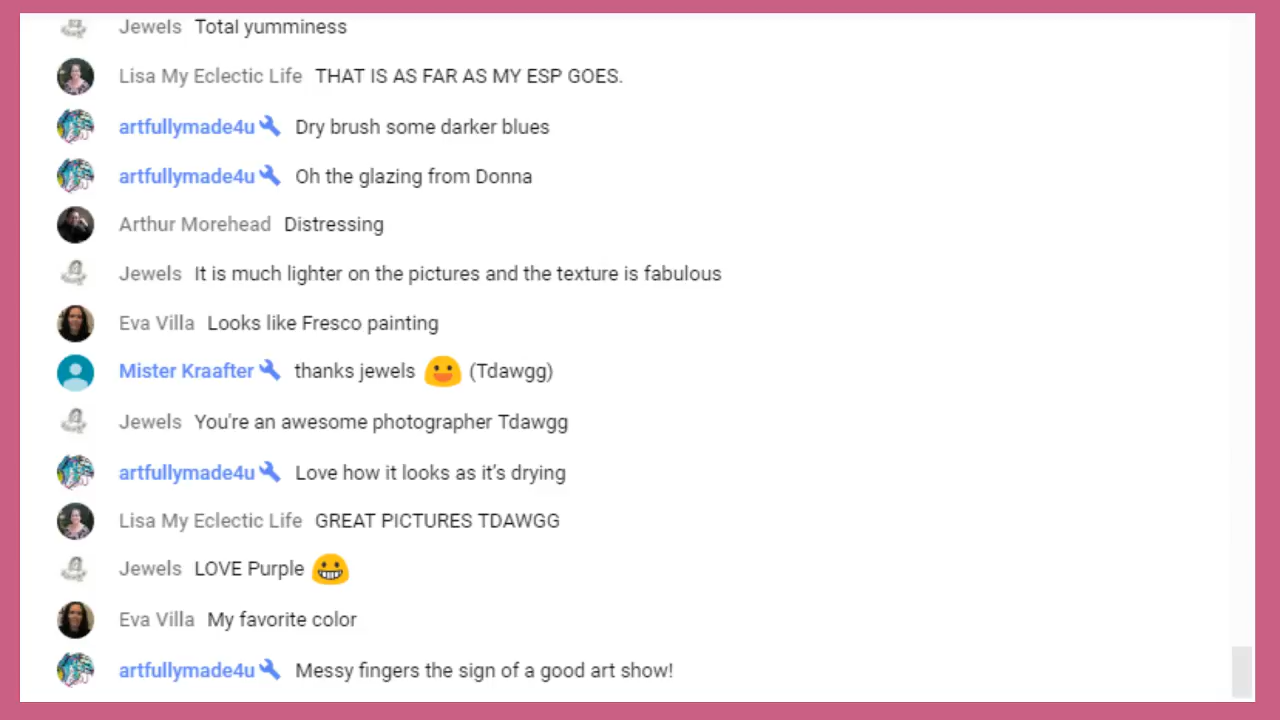 Jewels Total yumminess
Lisa My Eclectic Life THAT IS AS FAR AS MY ESP GOES.
artfullymade4u Dry brush some darker blues
artfullymade4u Oh the glazing from Donna
Arthur Morehead Distressing
Jewels It is much lighter on the pictures and the texture is fabulous
Eva Villa Looks like Fresco painting
Mister Kraafter thanks jewels 😃 (Tdawgg)
Jewels You're an awesome photographer Tdawgg
artfullymade4u Love how it looks as it’s drying
Lisa My Eclectic Life GREAT PICTURES TDAWGG
Jewels LOVE Purple 😀
Eva Villa My favorite color
artfullymade4u Messy fingers the sign of a good art show!